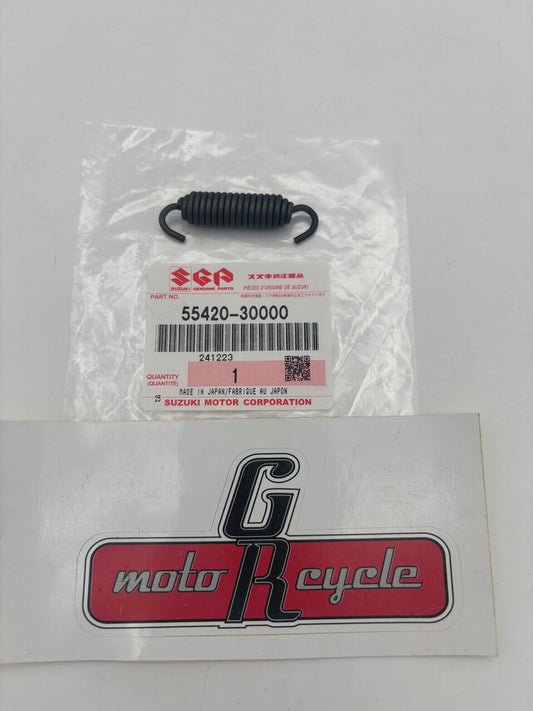 SGP スズキ純正部品
SUZUKI GENUINE PARTS PIÈCES D'ORIGINE DE SUZUKI
PART NO.
55420-30000
241223
QUANTITY
(QUANTITÉ) 1
MADE IN JAPAN/FABRIQUE AU JAPON
25 SUZUKI MOTOR CORPORATION
G
moto R cycle